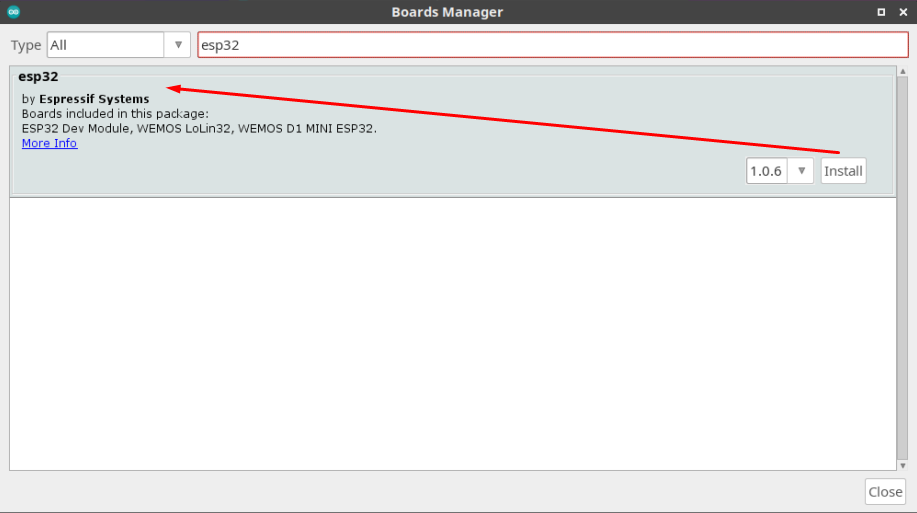 Boards Manager
Type All esp32
esp32
by Espressif Systems
Boards included in this package:
ESP32 Dev Module, WEMOS LoLin32, WEMOS D1 MINI ESP32.
More Info
1.0.6 Install
Close